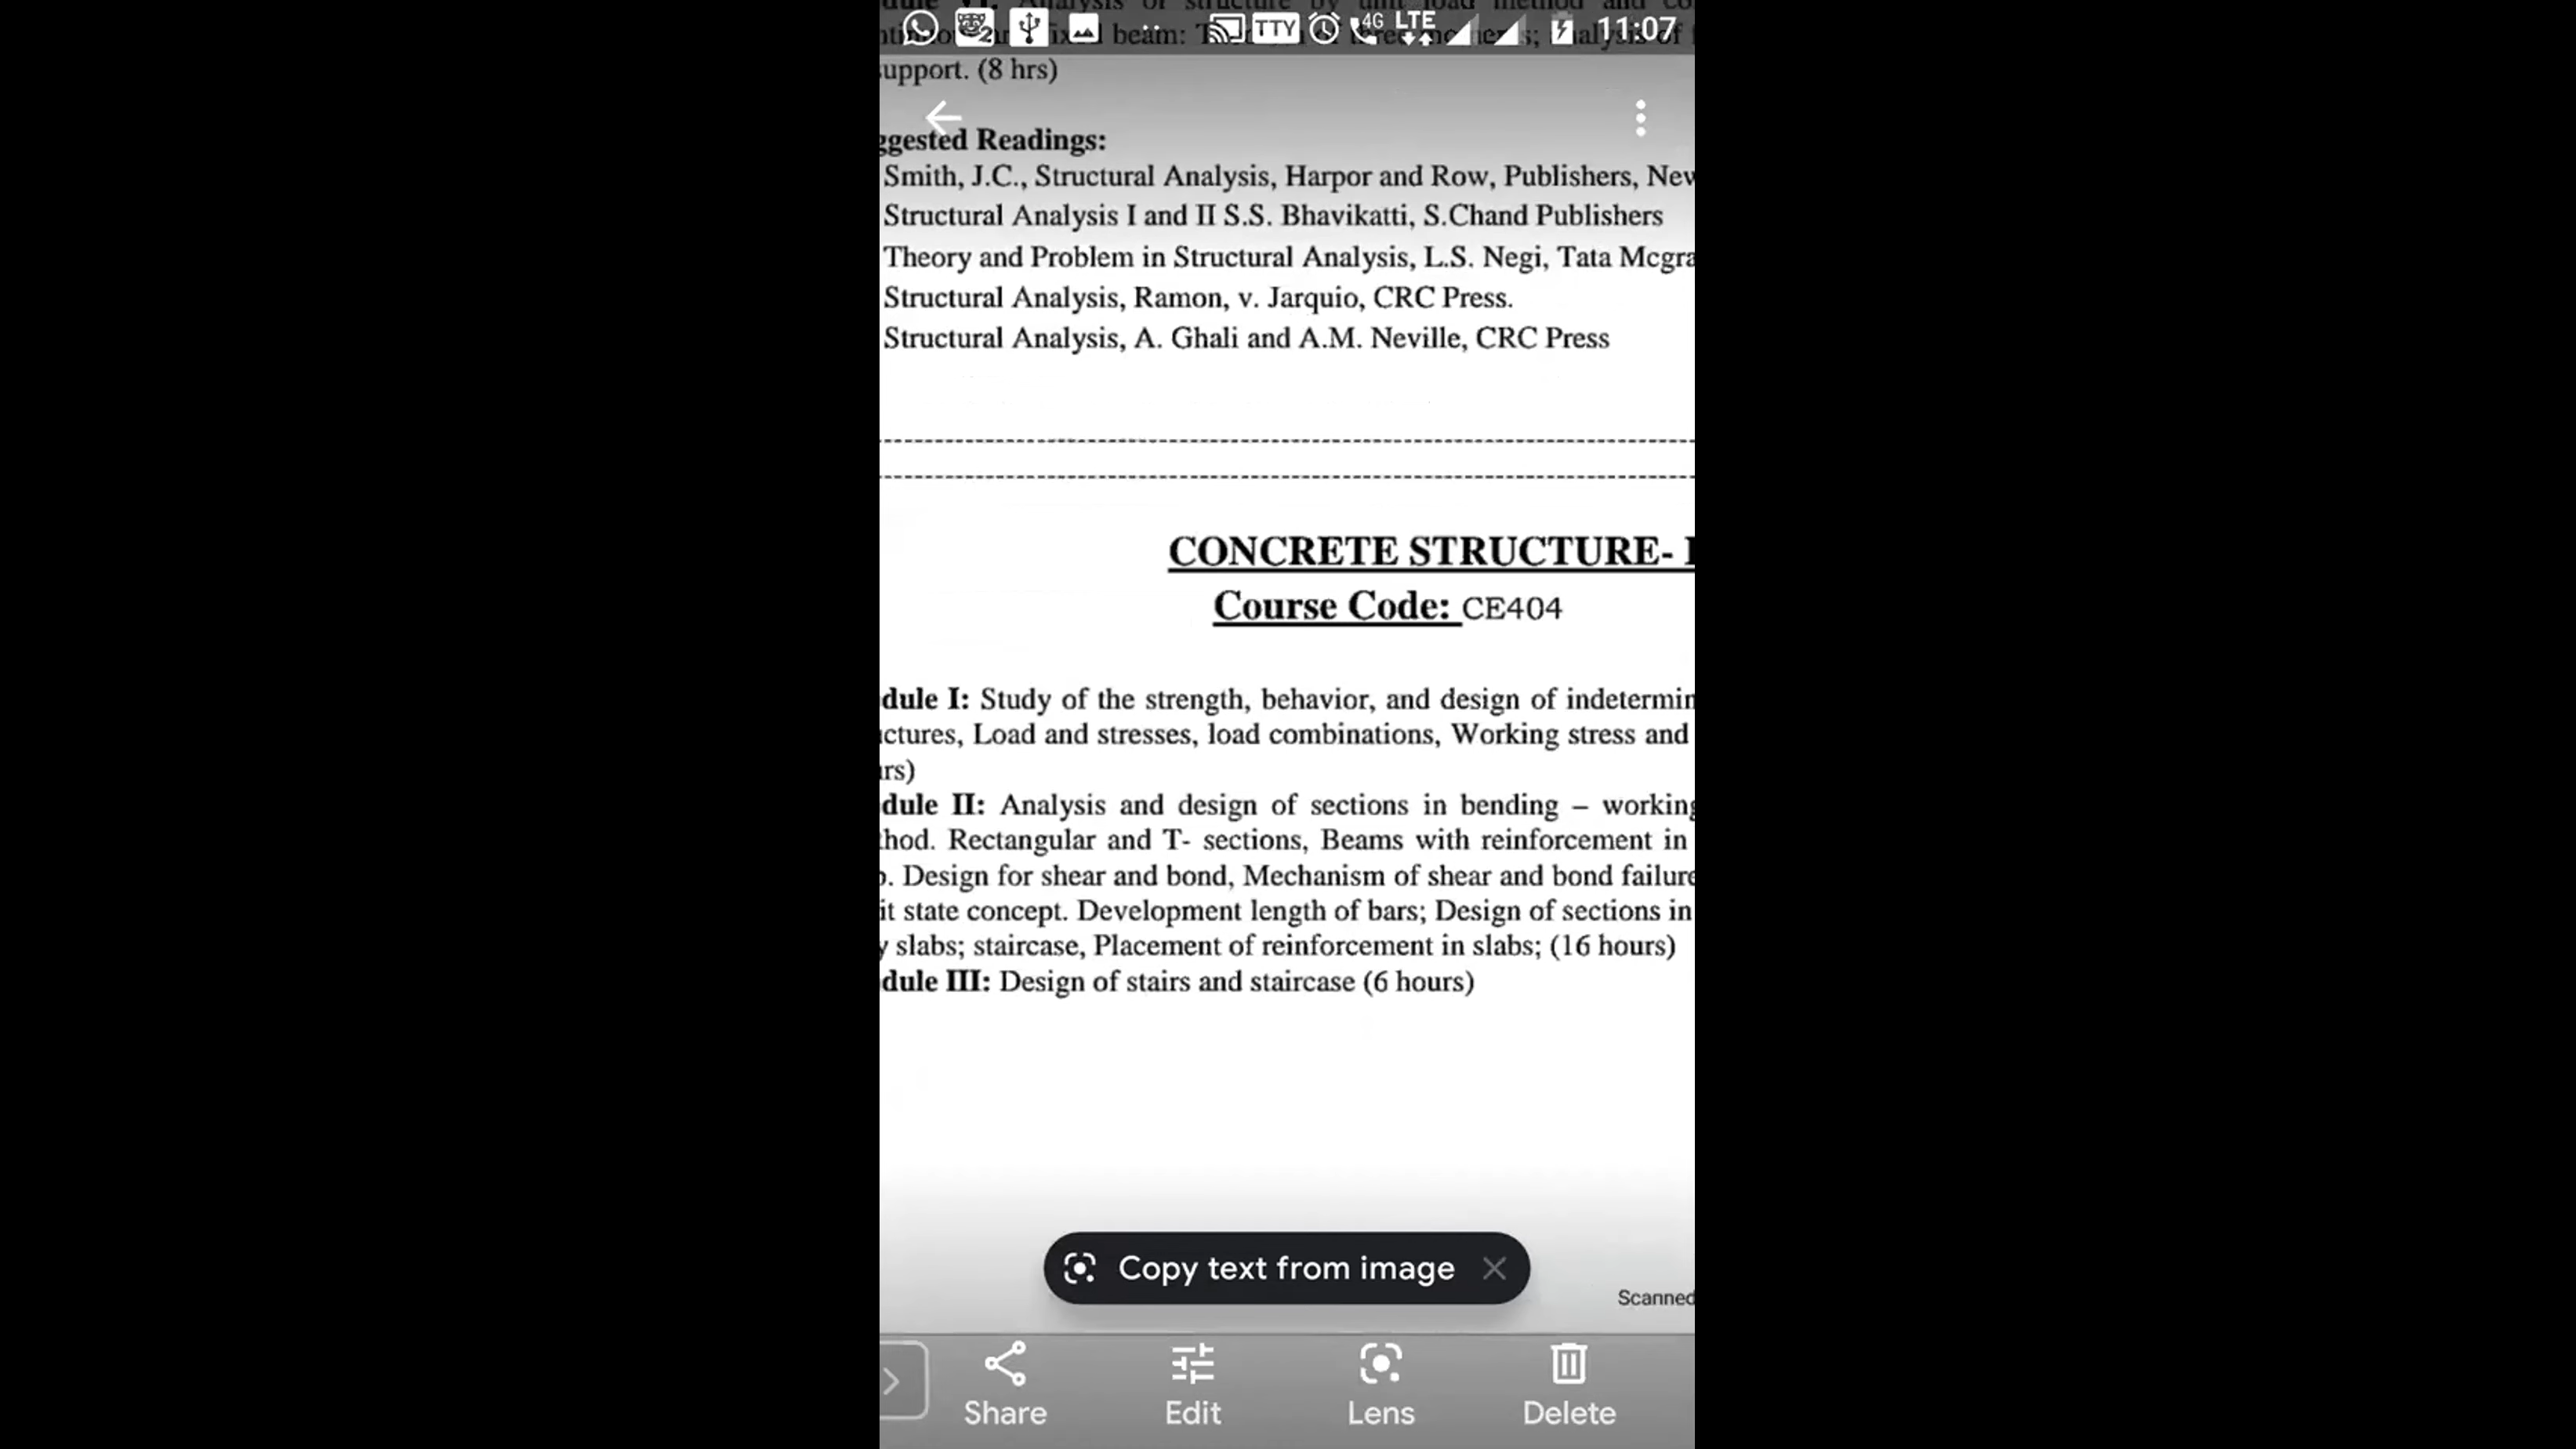 11:07
upport. (8 hrs)
ggested Readings:
Smith, J.C., Structural Analysis, Harpor and Row, Publishers, New
Structural Analysis I and II S.S. Bhavikatti, S.Chand Publishers
Theory and Problem in Structural Analysis, L.S. Negi, Tata Mcgra
Structural Analysis, Ramon, v. Jarquio, CRC Press.
Structural Analysis, A. Ghali and A.M. Neville, CRC Press
CONCRETE STRUCTURE- I
Course Code: CE404
dule I: Study of the strength, behavior, and design of indetermin
ctures, Load and stresses, load combinations, Working stress and
rs)
dule II: Analysis and design of sections in bending – working
hod. Rectangular and T- sections, Beams with reinforcement in
. Design for shear and bond, Mechanism of shear and bond failure
it state concept. Development length of bars; Design of sections in
y slabs; staircase, Placement of reinforcement in slabs; (16 hours)
dule III: Design of stairs and staircase (6 hours)
Copy text from image
Scanned
Share Edit Lens Delete